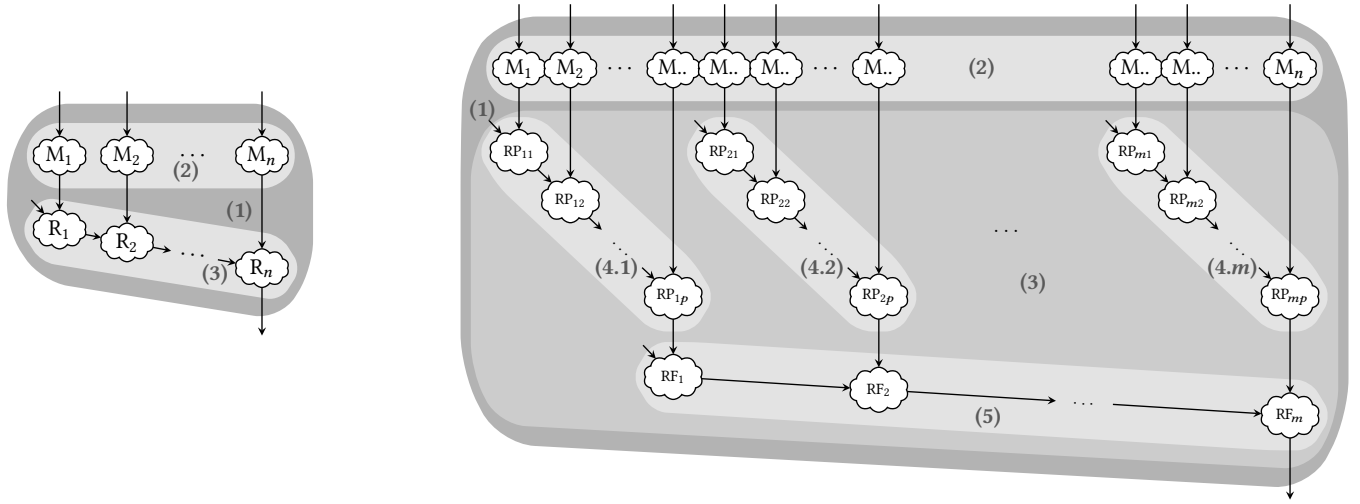 M₁ M₂ ··· Mₙ
(2)
(1)
R₁ R₂ ··· Rₙ
(3)
M₁ M₂ ··· M.. M.. M.. ··· M.. (2) M.. M.. ··· Mₙ
(1)
RP₁₁ RP₂₁ RPₘ₁
RP₁₂ RP₂₂ RPₘ₂
··· ··· ··· ···
(4.1) (4.2) (3) (4.m)
RP₁ₚ RP₂ₚ RPₘₚ
RF₁ RF₂ ··· RFₘ
(5)